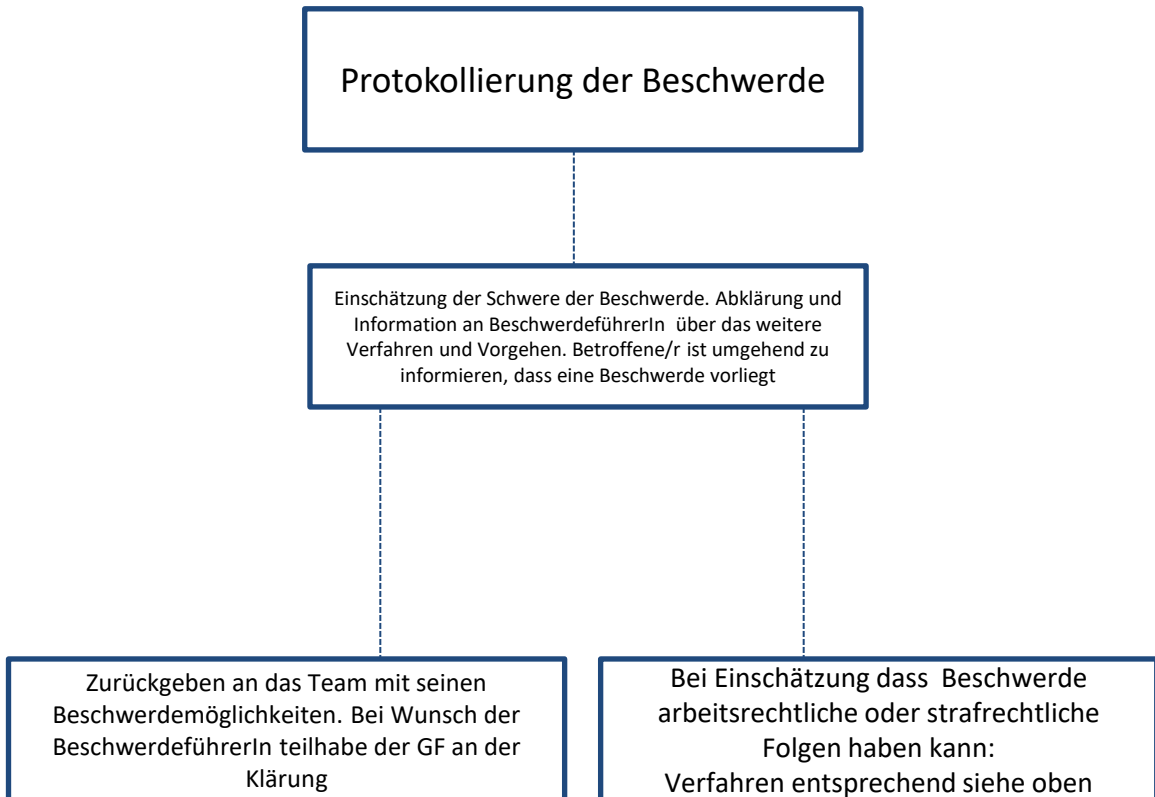 Protokollierung der Beschwerde
Einschätzung der Schwere der Beschwerde. Abklärung und
Information an BeschwerdeführerIn über das weitere
Verfahren und Vorgehen. Betroffene/r ist umgehend zu
informieren, dass eine Beschwerde vorliegt
Zurückgeben an das Team mit seinen
Beschwerdemöglichkeiten. Bei Wunsch der
BeschwerdeführerIn teilhabe der GF an der
Klärung
Bei Einschätzung dass Beschwerde
arbeitsrechtliche oder strafrechtliche
Folgen haben kann:
Verfahren entsprechend siehe oben